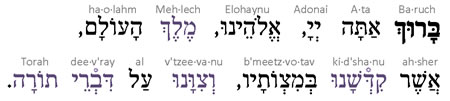 ha-o-lahm Meh-lech Elohaynu Adonai A-ta Ba-ruch
בָּרוּךְ אַתָּה יְיָ, אֱלֹהֵינוּ, מֶלֶךְ הָעוֹלָם,
Torah dee-v'ray al v'tzee-va-nu b'meetz-vo-tav ki-d'sha-nu ah-sher
אֲשֶׁר קִדְּשָׁנוּ בְּמִצְוֹתָיו, וְצִוָּנוּ עַל דִּבְרֵי תוֹרָה.